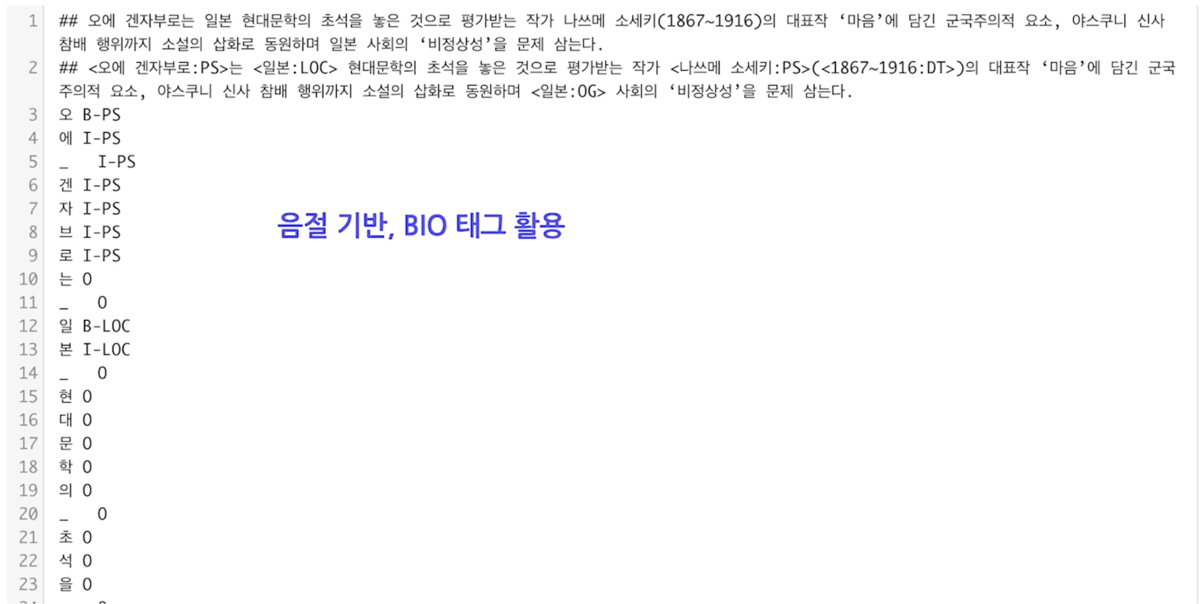 1 ## 오에 겐자부로는 일본 현대문학의 초석을 놓은 것으로 평가받는 작가 나쓰메 소세키(1867~1916)의 대표작 ‘마음’에 담긴 군국주의적 요소, 야스쿠니 신사
참배 행위까지 소설의 삽화로 동원하며 일본 사회의 ‘비정상성’을 문제 삼는다.
2 ## <오에 겐자부로:PS>는 <일본:LOC> 현대문학의 초석을 놓은 것으로 평가받는 작가 <나쓰메 소세키:PS>(<1867~1916:DT>)의 대표작 ‘마음’에 담긴 군국
주의적 요소, 야스쿠니 신사 참배 행위까지 소설의 삽화로 동원하며 <일본:OG> 사회의 ‘비정상성’을 문제 삼는다.
3 오 B-PS
4 에 I-PS
5 _ I-PS
6 겐 I-PS
7 자 I-PS
음절 기반, BIO 태그 활용
8 브 I-PS
9 로 I-PS
10 는 O
11 _ O
12 일 B-LOC
13 본 I-LOC
14 _ O
15 현 O
16 대 O
17 문 O
18 학 O
19 의 O
20 _ O
21 초 O
22 석 O
23 을 O